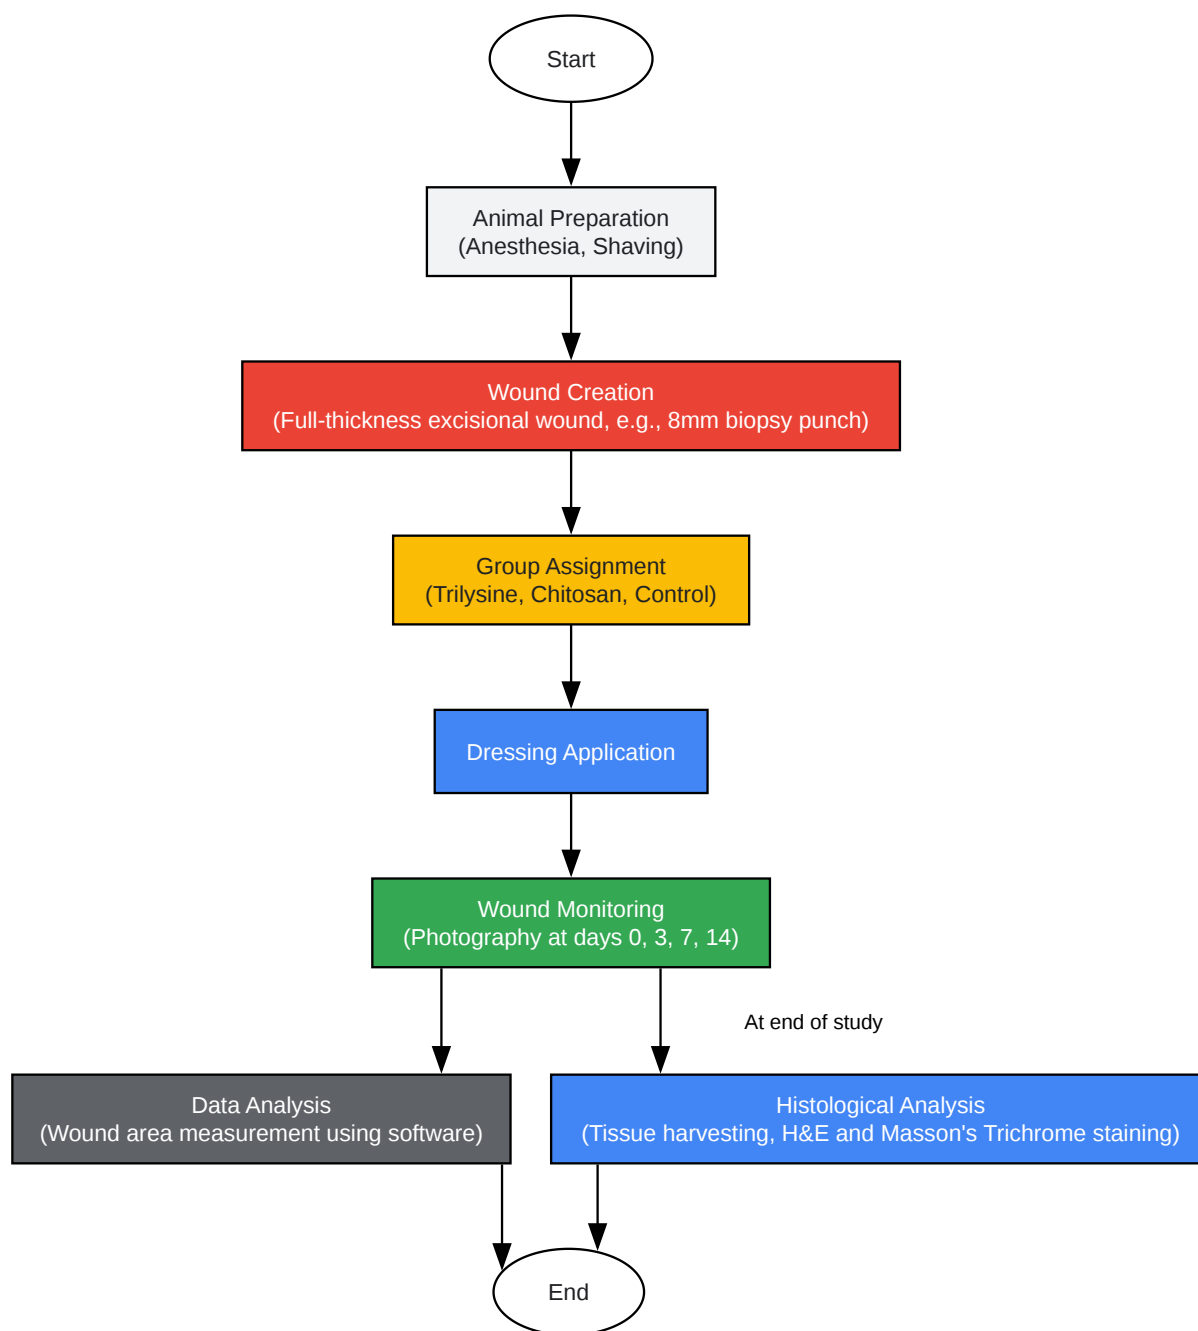 Start
Animal Preparation
(Anesthesia, Shaving)
Wound Creation
(Full-thickness excisional wound, e.g., 8mm biopsy punch)
Group Assignment
(Trilysine, Chitosan, Control)
Dressing Application
Wound Monitoring
(Photography at days 0, 3, 7, 14)
At end of study
Data Analysis
(Wound area measurement using software)
Histological Analysis
(Tissue harvesting, H&E and Masson's Trichrome staining)
End